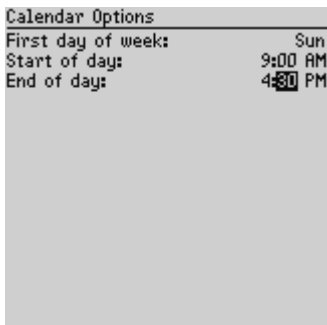 Calendar Options
First day of week: Sun
Start of day: 9:00 AM
End of day: 4:30 PM